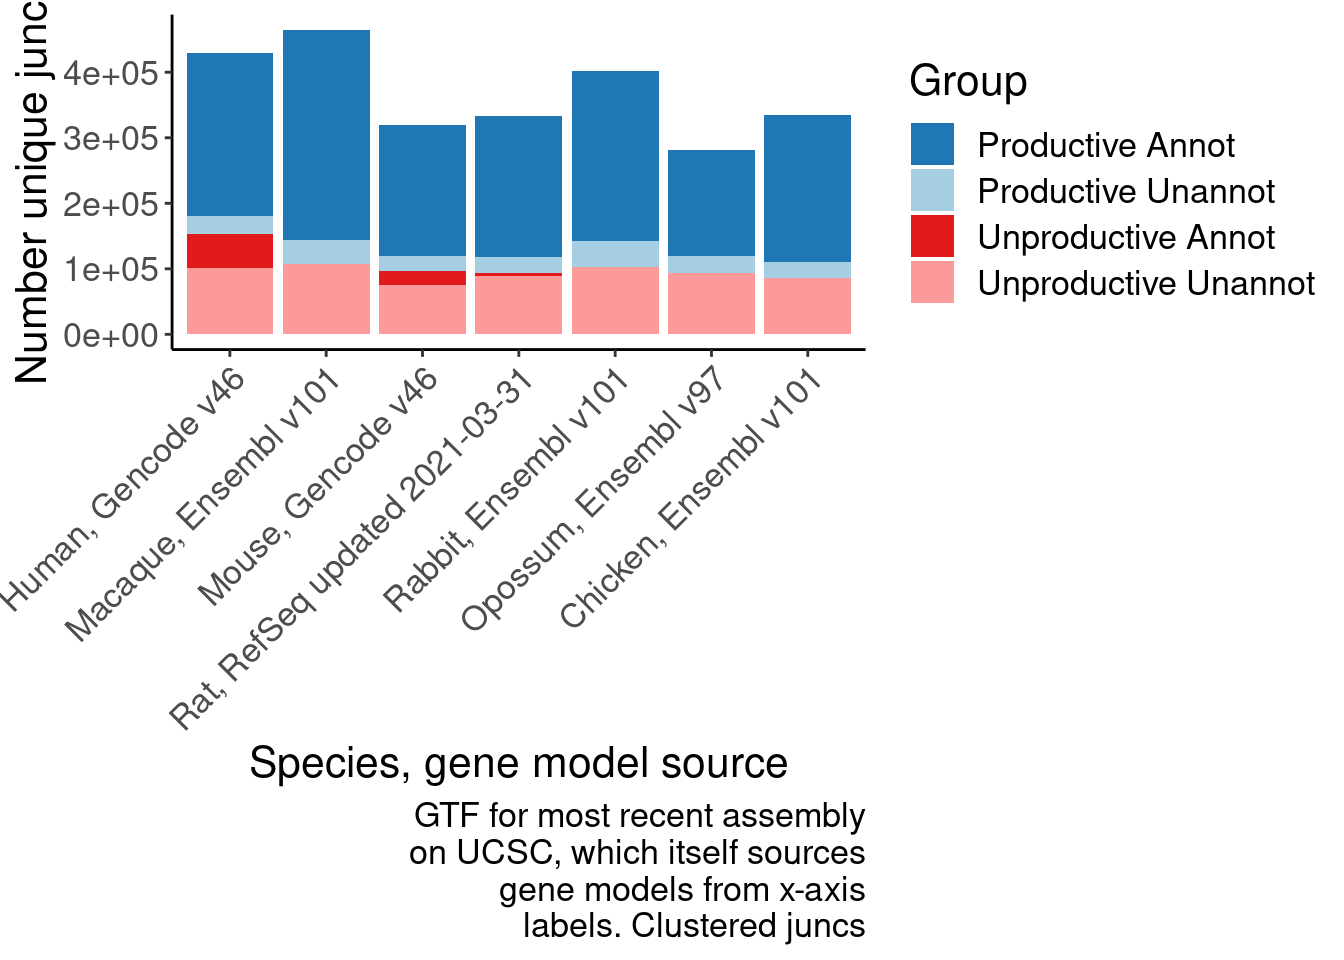 Number unique junc
4e+05
3e+05
2e+05
1e+05
0e+00
Human, Gencode v46
Macaque, Ensembl v101
Mouse, Gencode v46
Rat, RefSeq updated 2021-03-31
Rabbit, Ensembl v101
Opossum, Ensembl v97
Chicken, Ensembl v101
Species, gene model source
GTF for most recent assembly
on UCSC, which itself sources
gene models from x-axis
labels. Clustered juncs
Group
Productive Annot
Productive Unannot
Unproductive Annot
Unproductive Unannot